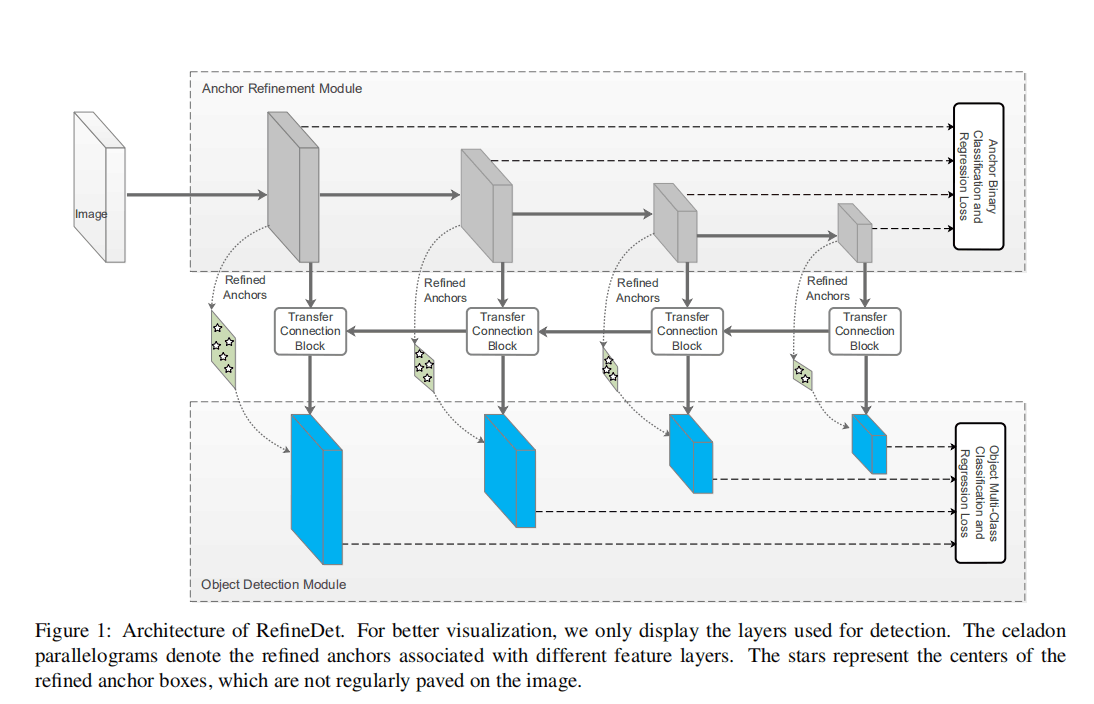 Anchor Refinement Module
Image
Anchor Binary
Classification and
Regression Loss
Refined
Anchors
Refined
Anchors
Refined
Anchors
Refined
Anchors
Transfer
Connection
Block
Transfer
Connection
Block
Transfer
Connection
Block
Transfer
Connection
Block
Object Multi-Class
Classification and
Regression Loss
Object Detection Module
Figure 1: Architecture of RefineDet. For better visualization, we only display the layers used for detection. The celadon
parallelograms denote the refined anchors associated with different feature layers. The stars represent the centers of the
refined anchor boxes, which are not regularly paved on the image.